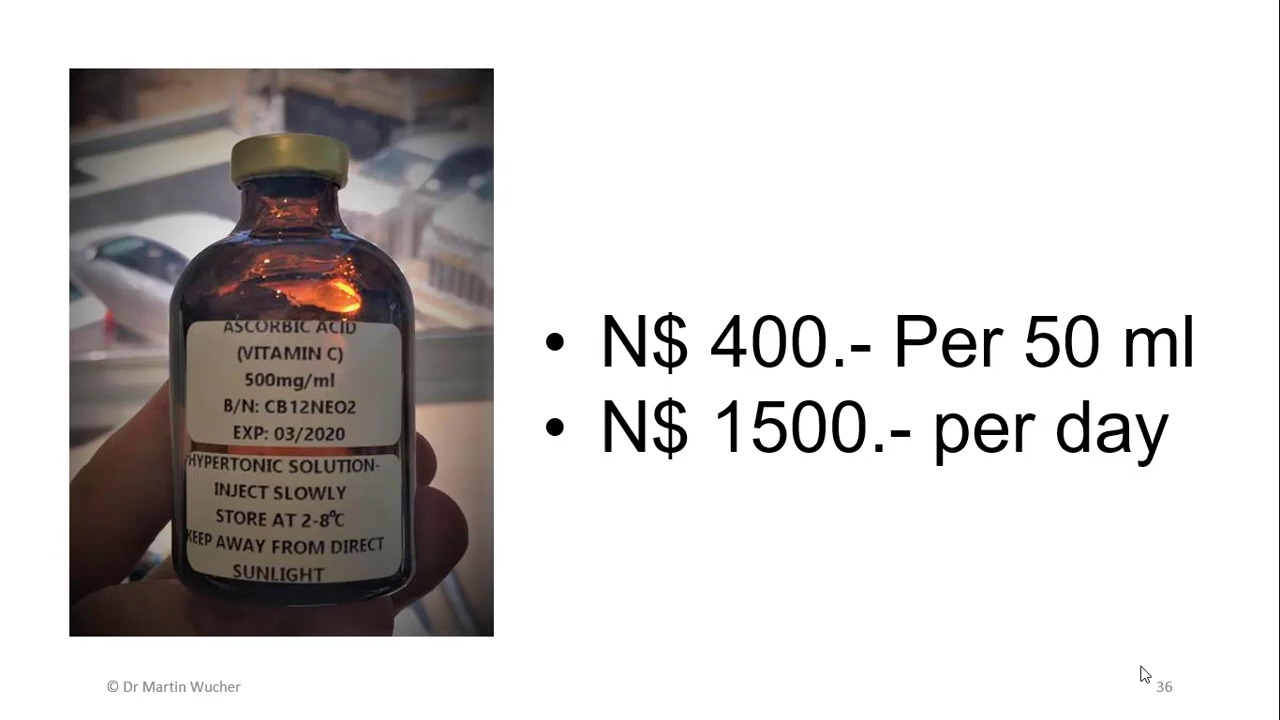 ASCORBIC ACID
(VITAMIN C)
500mg/ml
B/N: CB12NEO2
EXP: 03/2020
HYPERTONIC SOLUTION-
INJECT SLOWLY
STORE AT 2-8℃
KEEP AWAY FROM DIRECT
SUNLIGHT
• N$ 400.- Per 50 ml
• N$ 1500.- per day
© Dr Martin Wucher
36